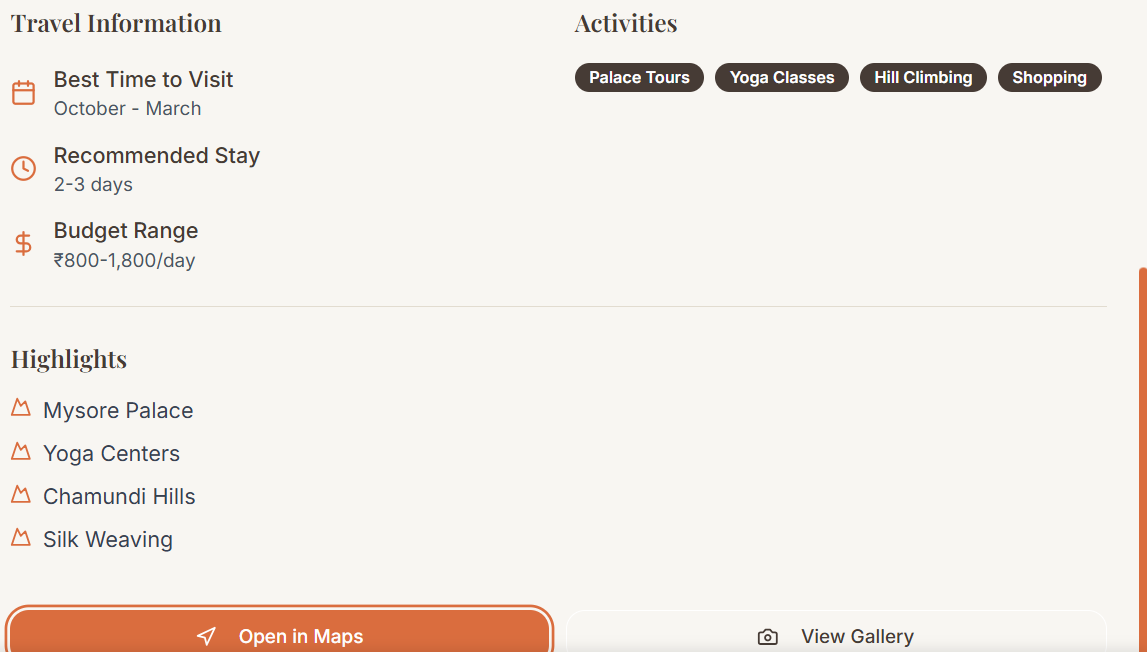 Travel Information
Best Time to Visit
October - March
Recommended Stay
2-3 days
Budget Range
₹800-1,800/day
Activities
Palace Tours
Yoga Classes
Hill Climbing
Shopping
Highlights
Mysore Palace
Yoga Centers
Chamundi Hills
Silk Weaving
Open in Maps
View Gallery